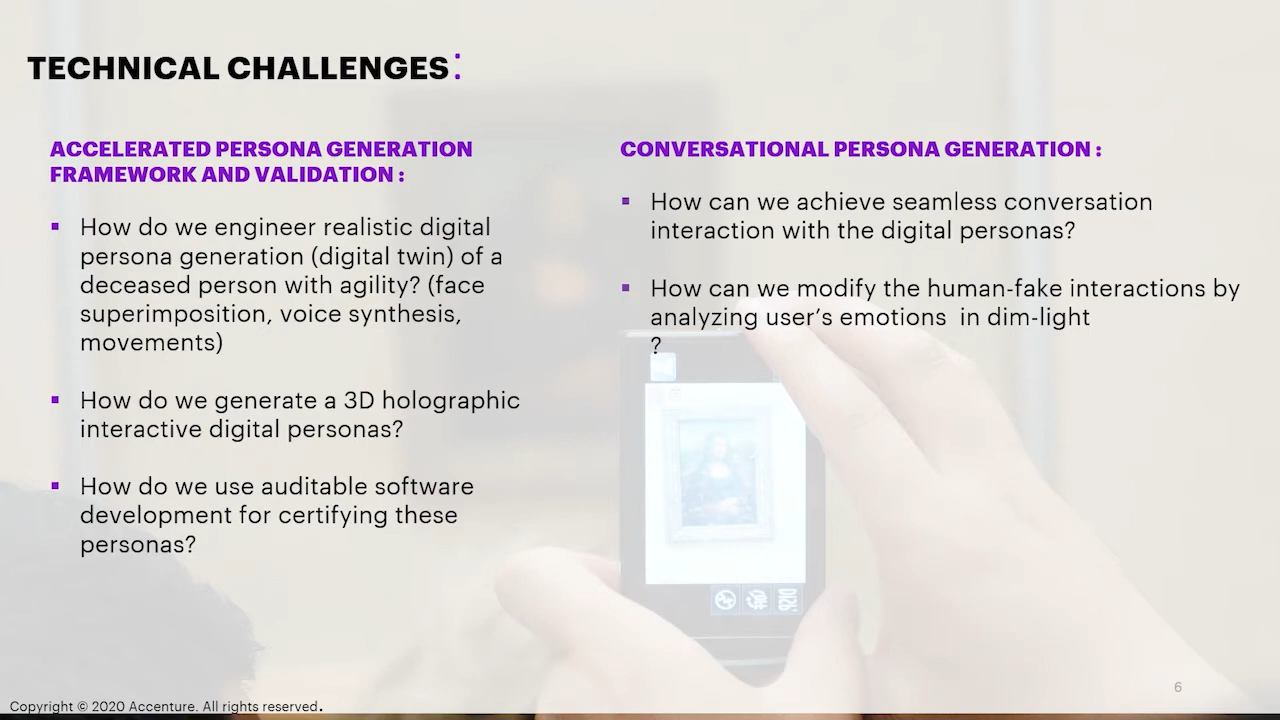 TECHNICAL CHALLENGES:
ACCELERATED PERSONA GENERATION
FRAMEWORK AND VALIDATION :
How do we engineer realistic digital
persona generation (digital twin) of a
deceased person with agility? (face
superimposition, voice synthesis,
movements)
How do we generate a 3D holographic
interactive digital personas?
How do we use auditable software
development for certifying these
personas?
CONVERSATIONAL PERSONA GENERATION :
How can we achieve seamless conversation
interaction with the digital personas?
How can we modify the human-fake interactions by
analyzing user’s emotions  in dim-light
?
6
Copyright © 2020 Accenture. All rights reserved.